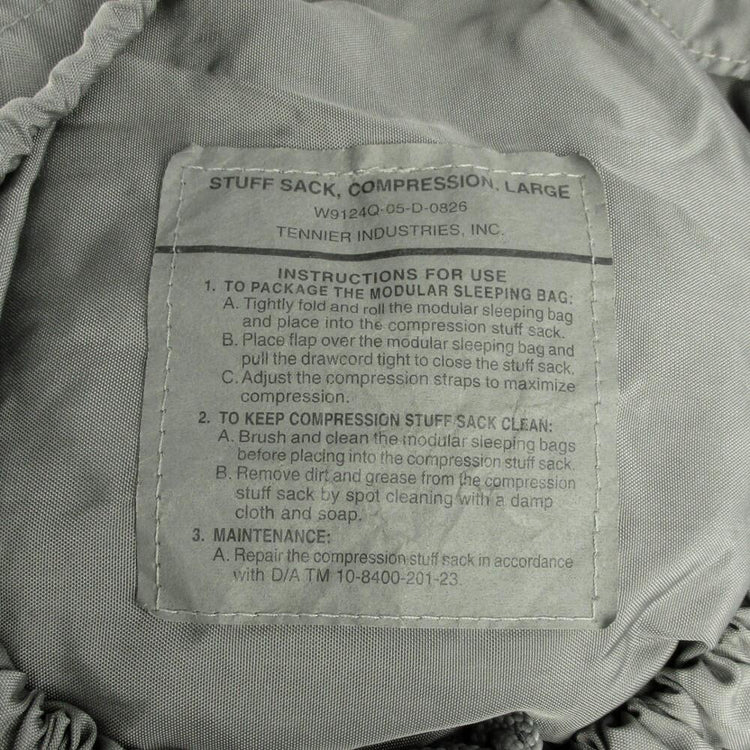 STUFF SACK, COMPRESSION, LARGE
W9124Q-05-D-0826
TENNIER INDUSTRIES, INC.
INSTRUCTIONS FOR USE
1. TO PACKAGE THE MODULAR SLEEPING BAG:
A. Tightly fold and roll the modular sleeping bag
and place into the compression stuff sack.
B. Place flap over the modular sleeping bag and
pull the drawcord tight to close the stuff sack.
C. Adjust the compression straps to maximize
compression.
2. TO KEEP COMPRESSION STUFF SACK CLEAN:
A. Brush and clean the modular sleeping bags
before placing into the compression stuff sack.
B. Remove dirt and grease from the compression
stuff sack by spot cleaning with a damp
cloth and soap.
3. MAINTENANCE:
A. Repair the compression stuff sack in accordance
with D/A TM 10-8400-201-23.